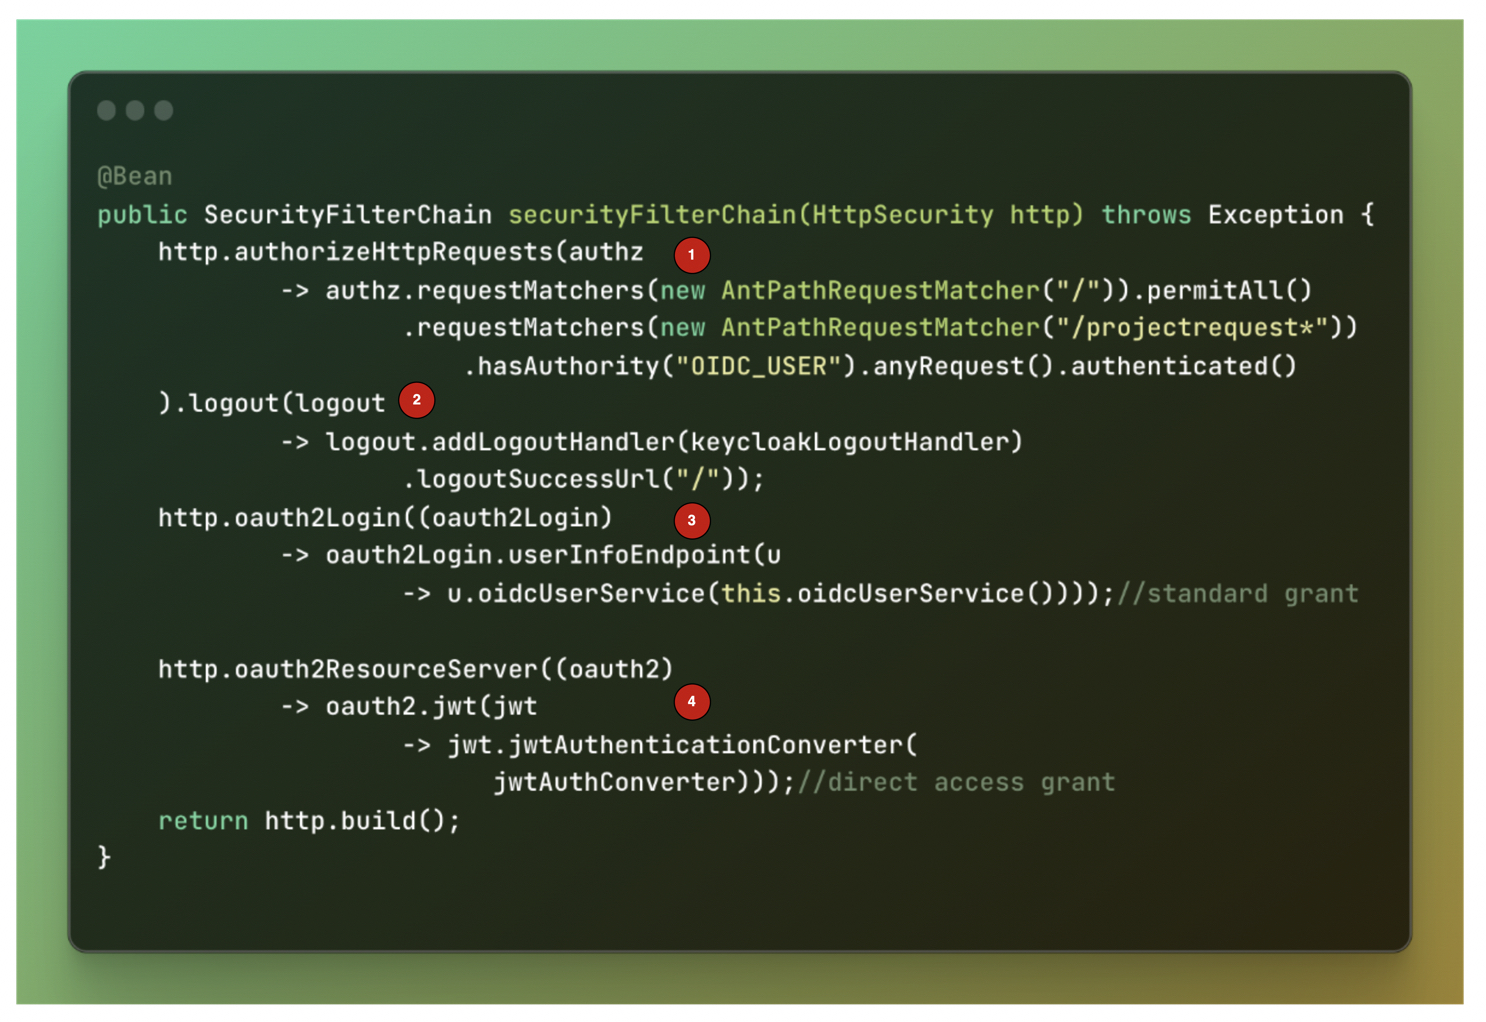 @Bean
public SecurityFilterChain securityFilterChain(HttpSecurity http) throws Exception {
http.authorizeHttpRequests(authz 1
-> authz.requestMatchers(new AntPathRequestMatcher("/")).permitAll()
.requestMatchers(new AntPathRequestMatcher("/projectrequest*"))
.hasAuthority("OIDC_USER").anyRequest().authenticated()
).logout(logout 2
-> logout.addLogoutHandler(keycloakLogoutHandler)
.logoutSuccessUrl("/"));
http.oauth2Login((oauth2Login) 3
-> oauth2Login.userInfoEndpoint(u
-> u.oidcUserService(this.oidcUserService())));//standard grant
http.oauth2ResourceServer((oauth2)
-> oauth2.jwt(jwt 4
-> jwt.jwtAuthenticationConverter(
jwtAuthConverter)));//direct access grant
return http.build();
}